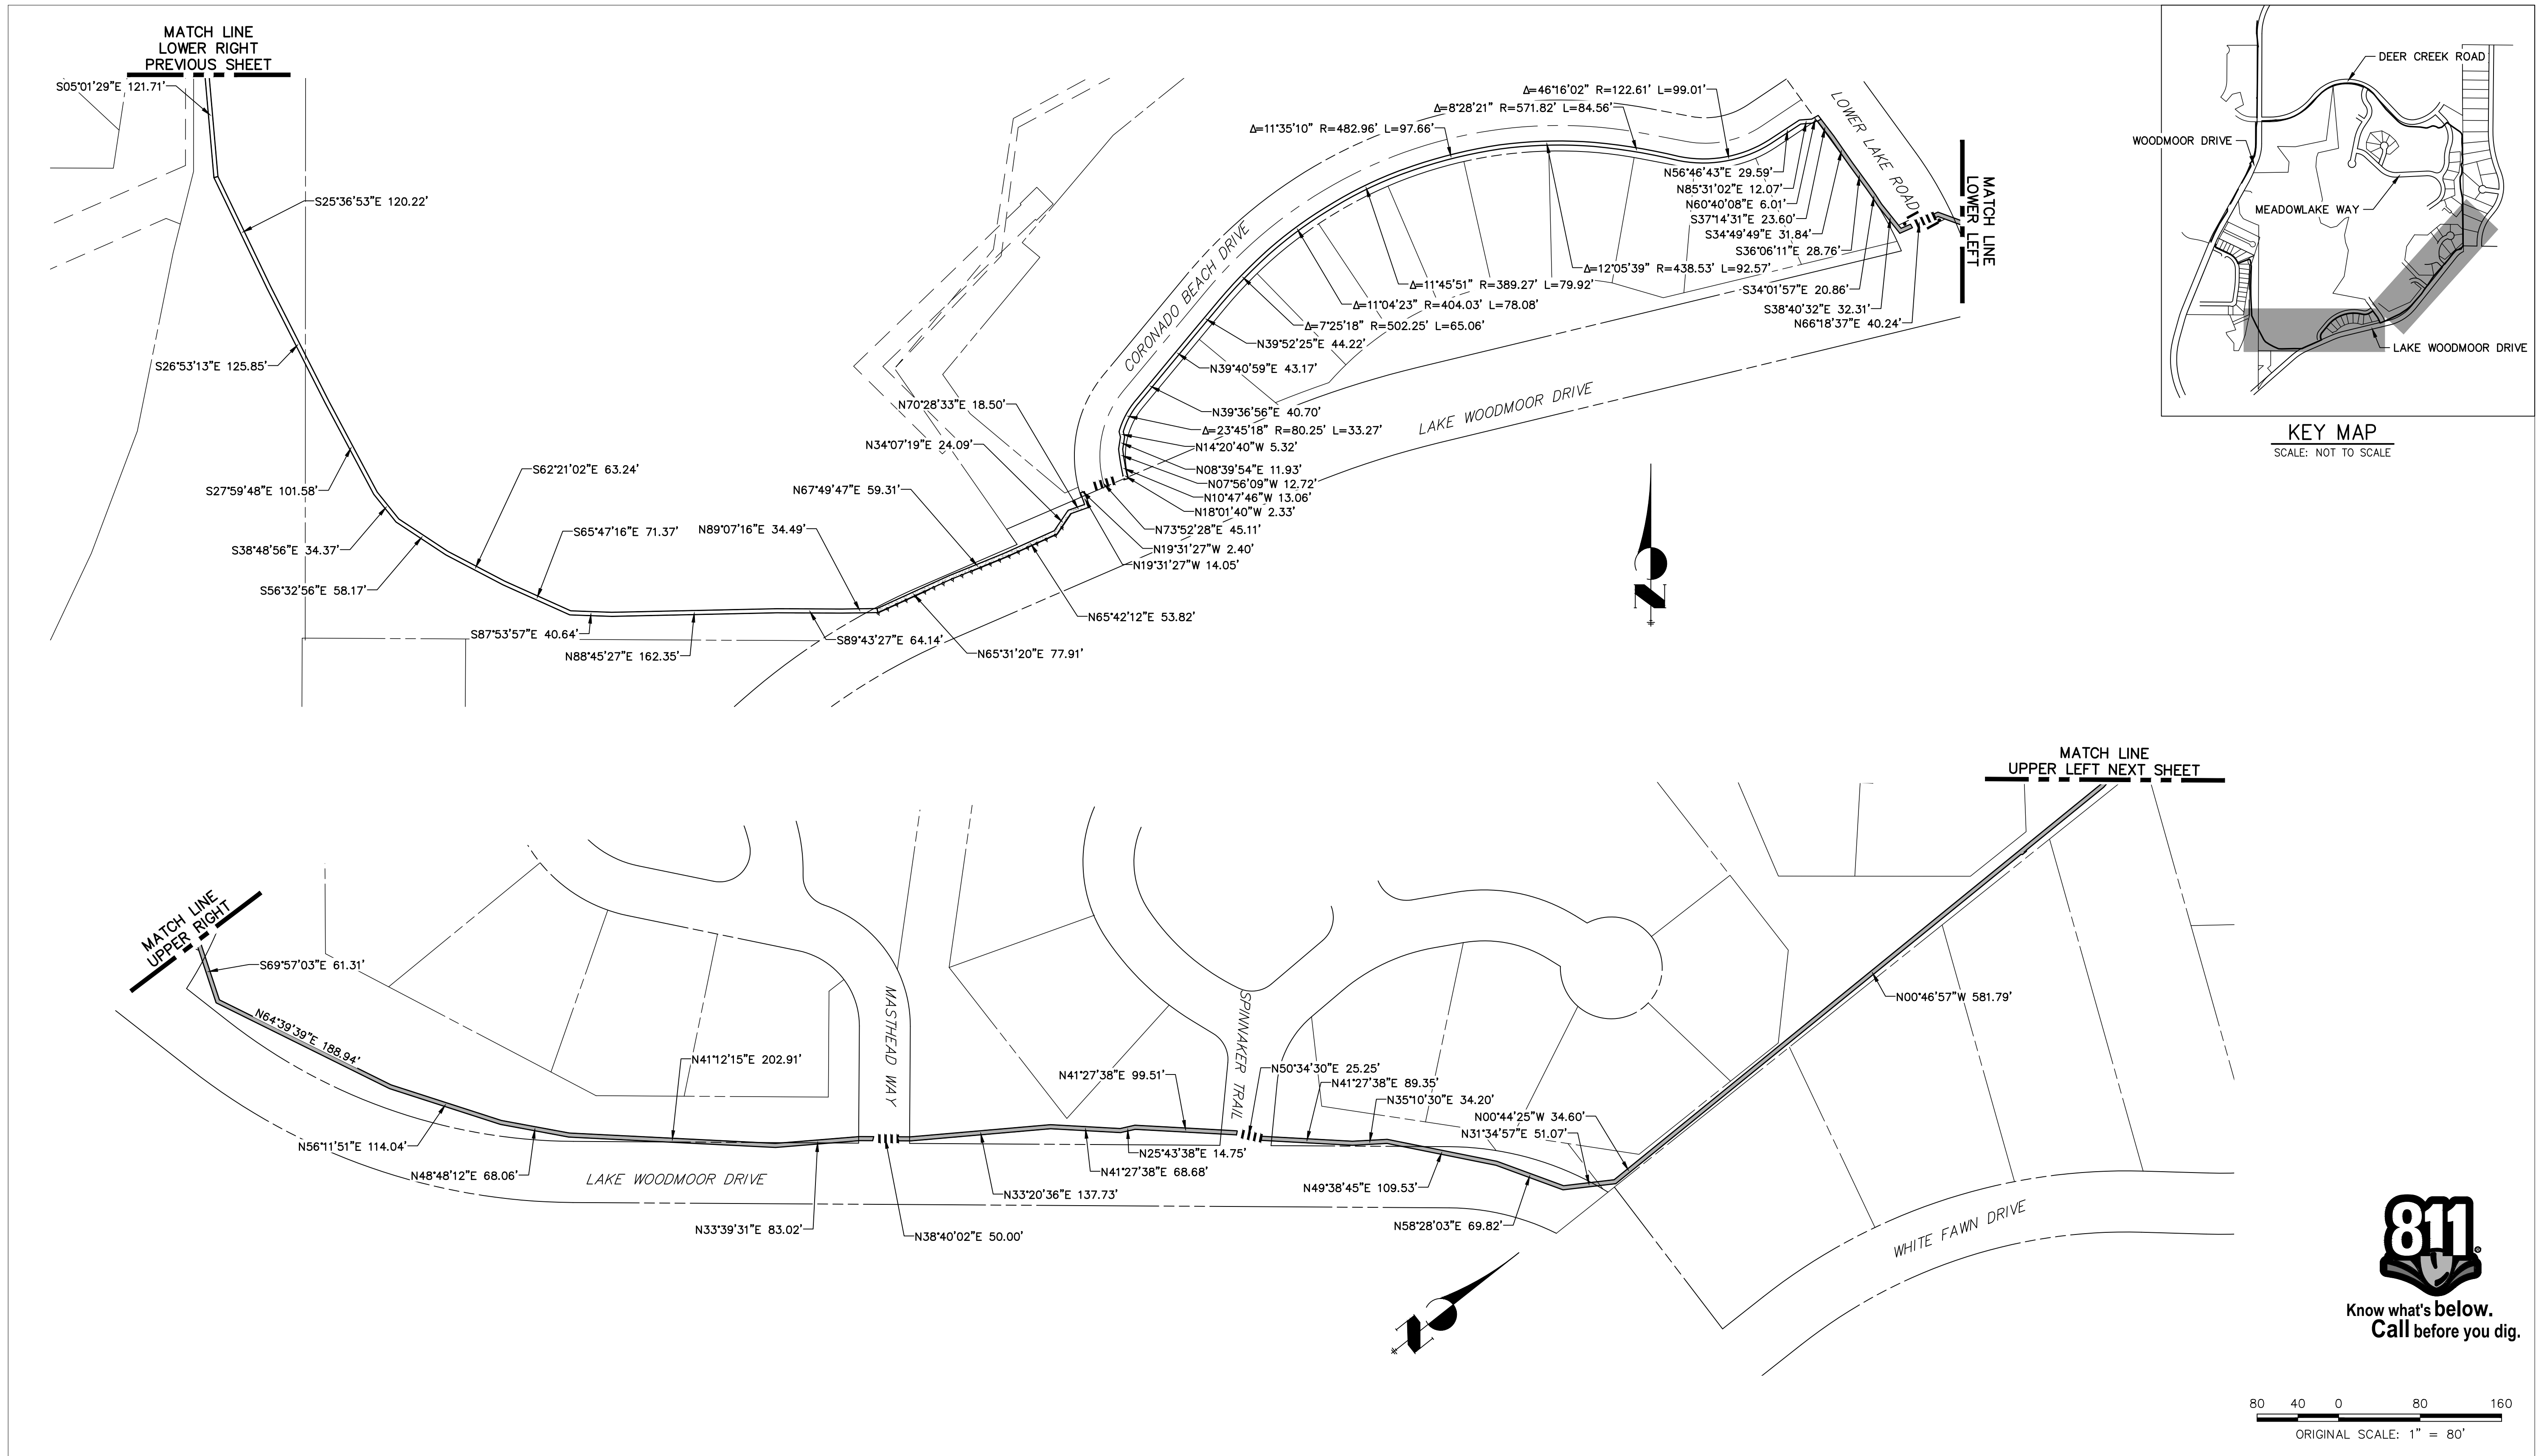 MATCH LINE
LOWER RIGHT
PREVIOUS SHEET
S05°01'29"E 121.71'
S25°36'53"E 120.22'
S26°53'13"E 125.85'
S27°59'48"E 101.58'
S38°48'56"E 34.37'
S56°32'56"E 58.17'
S62°21'02"E 63.24'
S65°47'16"E 71.37'
S87°53'57"E 40.64'
N88°45'27"E 162.35'
S89°43'27"E 64.14'
N89°07'16"E 34.49'
N65°31'20"E 77.91'
N67°49'47"E 59.31'
N65°42'12"E 53.82'
N34°07'19"E 24.09'
N70°28'33"E 18.50'
N19°31'27"W 14.05'
N19°31'27"W 2.40'
N73°52'28"E 45.11'
N18°01'40"W 2.33'
N10°47'46"W 13.06'
N07°56'09"W 12.72'
N08°39'54"E 11.93'
N14°20'40"W 5.32'
Δ=23°45'18" R=80.25' L=33.27'
N39°36'56"E 40.70'
N39°40'59"E 43.17'
N39°52'25"E 44.22'
Δ=7°25'18" R=502.25' L=65.06'
Δ=11°04'23" R=404.03' L=78.08'
Δ=11°45'51" R=389.27' L=79.92'
Δ=12°05'39" R=438.53' L=92.57'
Δ=11°35'10" R=482.96' L=97.66'
Δ=8°28'21" R=571.82' L=84.56'
Δ=46°16'02" R=122.61' L=99.01'
N56°46'43"E 29.59'
N85°31'02"E 12.07'
N60°40'08"E 6.01'
S37°14'31"E 23.60'
S34°49'49"E 31.84'
S36°06'11"E 28.76'
S34°01'57"E 20.86'
S38°40'32"E 32.31'
N66°18'37"E 40.24'
CORONADO BEACH DRIVE
LAKE WOODMOOR DRIVE
LOWER LAKE ROAD
MATCH LINE
LOWER LEFT
N
DEER CREEK ROAD
WOODMOOR DRIVE
MEADOWLAKE WAY
LAKE WOODMOOR DRIVE
KEY MAP
SCALE: NOT TO SCALE
MATCH LINE
UPPER RIGHT
S69°57'03"E 61.31'
N64°39'39"E 188.94'
N56°11'51"E 114.04'
N48°48'12"E 68.06'
N41°12'15"E 202.91'
N33°39'31"E 83.02'
N38°40'02"E 50.00'
N33°20'36"E 137.73'
N41°27'38"E 68.68'
N25°43'38"E 14.75'
N41°27'38"E 99.51'
N50°34'30"E 25.25'
N41°27'38"E 89.35'
N35°10'30"E 34.20'
N49°38'45"E 109.53'
N58°28'03"E 69.82'
N31°34'57"E 51.07'
N00°44'25"W 34.60'
N00°46'57"W 581.79'
MASTHEAD WAY
SPINNAKER TRAIL
LAKE WOODMOOR DRIVE
WHITE FAWN DRIVE
MATCH LINE
UPPER LEFT NEXT SHEET
N
811®
Know what's below.
Call before you dig.
80 40 0 80 160
ORIGINAL SCALE: 1" = 80'